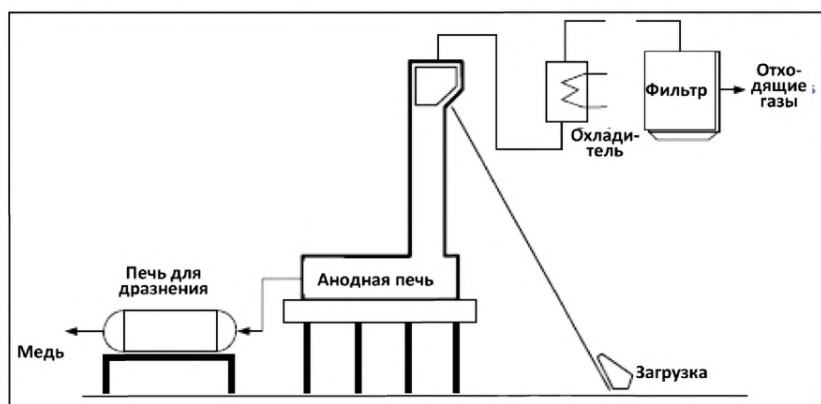 Отхо-
дящие
газы
Фильтр
Охлади-
тель
Анодная печь
Печь для
дразнения
Медь
Загрузка